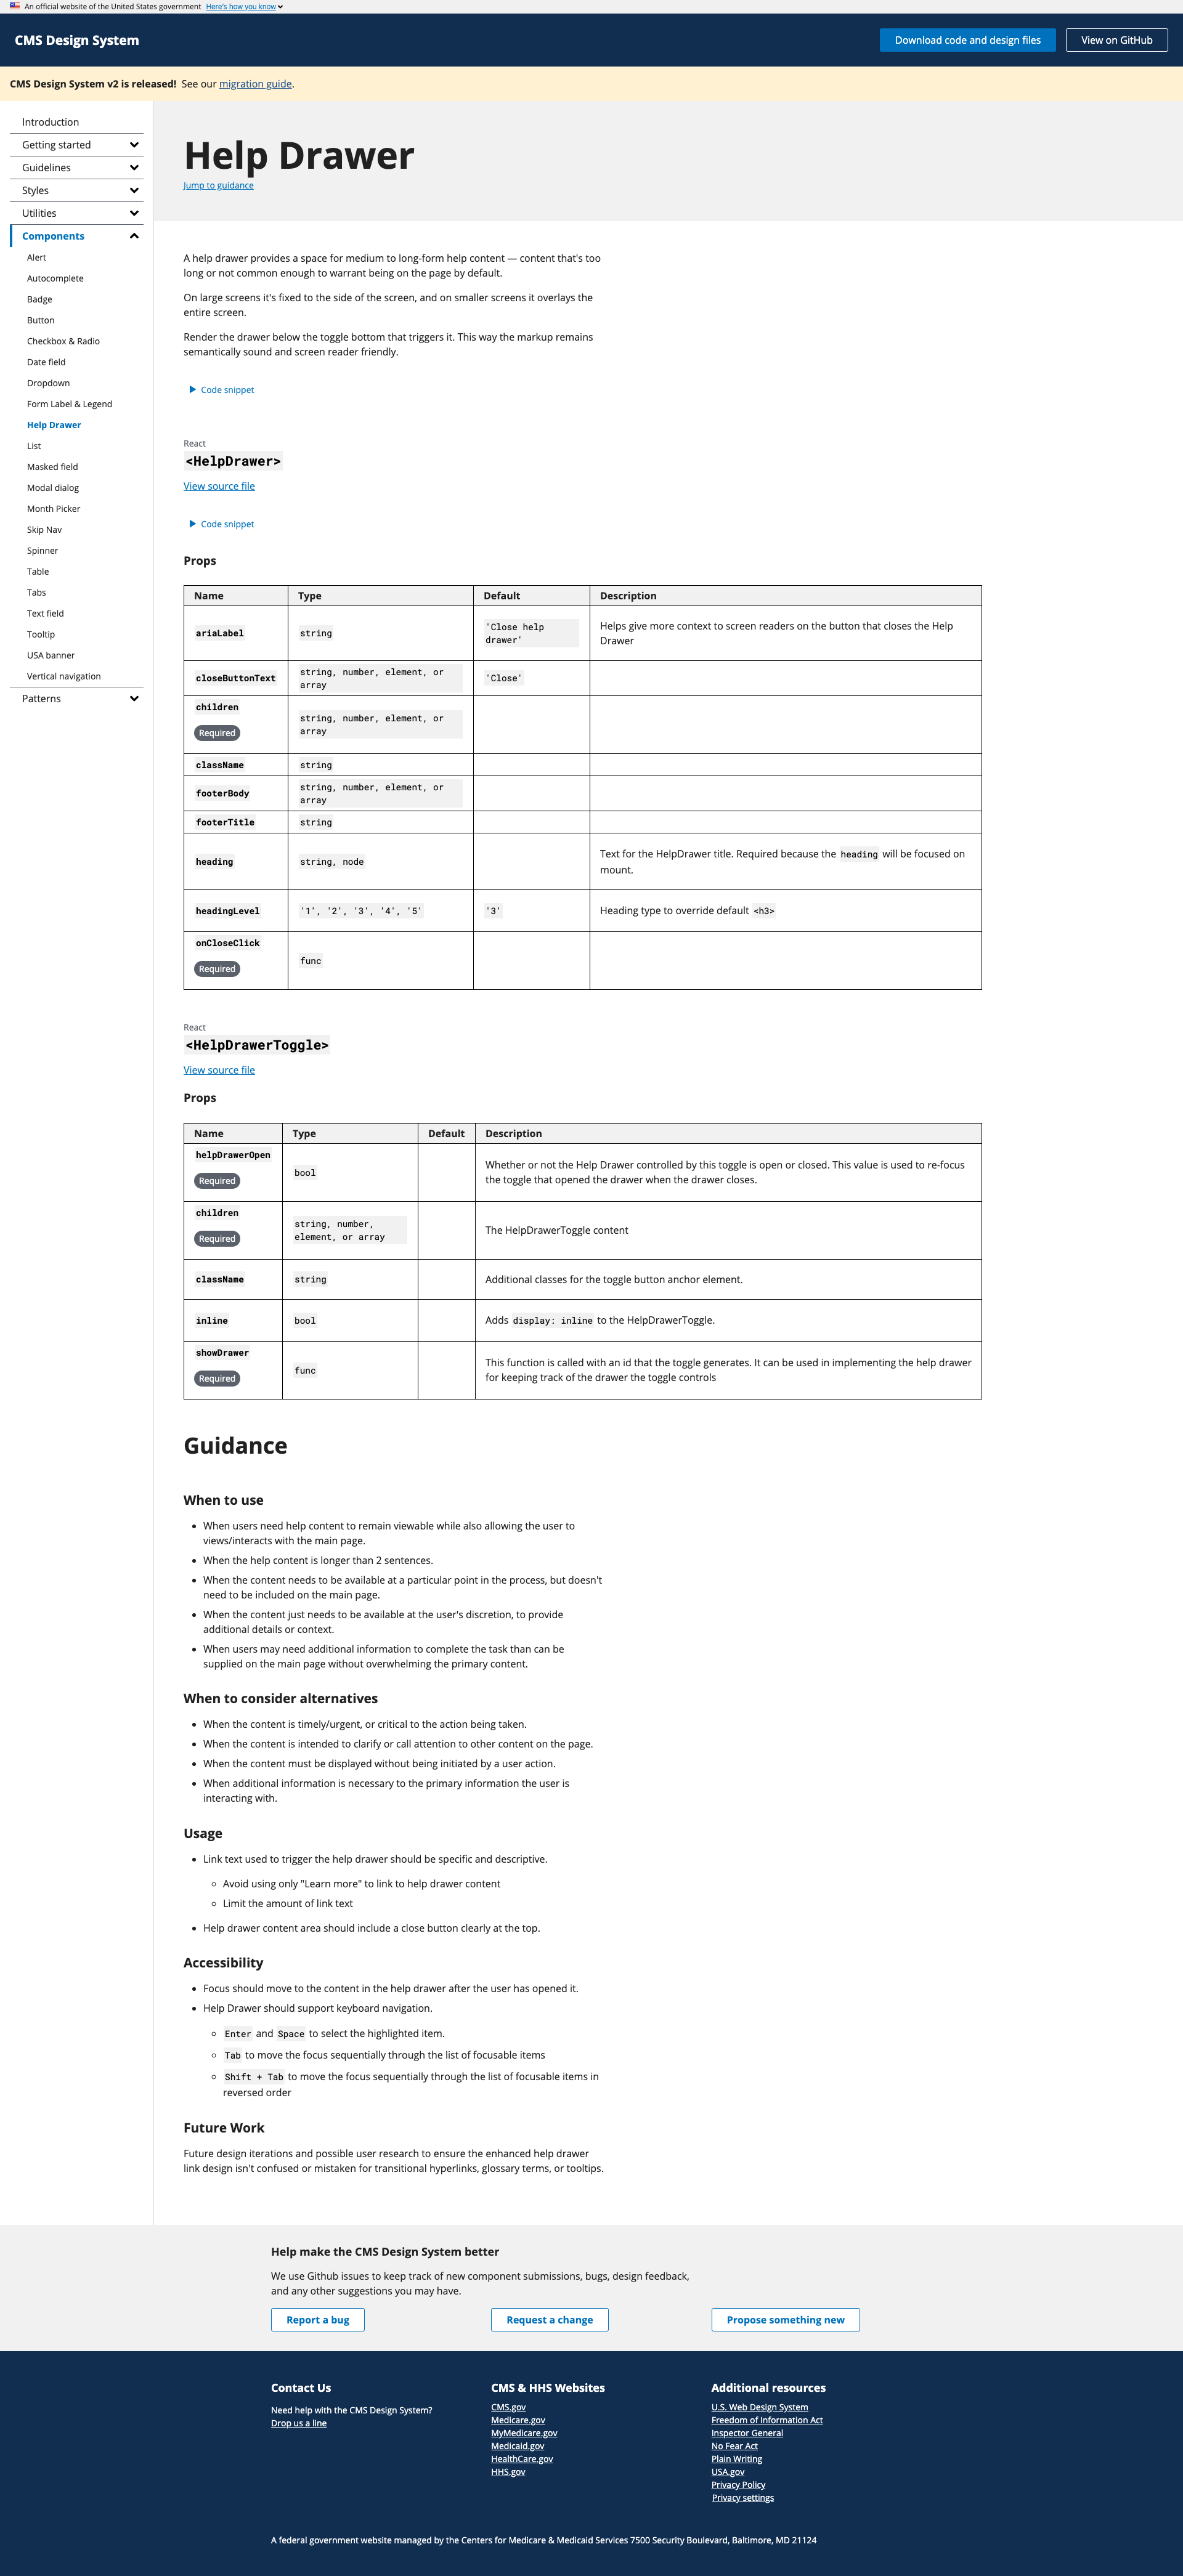 An official website of the United States government Here's how you know
CMS Design System
Download code and design files
View on GitHub
CMS Design System v2 is released! See our migration guide.
Introduction
Getting started
Guidelines
Styles
Utilities
Components
Alert
Autocomplete
Badge
Button
Checkbox & Radio
Date field
Dropdown
Form Label & Legend
Help Drawer
List
Masked field
Modal dialog
Month Picker
Skip Nav
Spinner
Table
Tabs
Text field
Tooltip
USA banner
Vertical navigation
Patterns
Help Drawer
Jump to guidance
A help drawer provides a space for medium to long-form help content — content that's too
long or not common enough to warrant being on the page by default.
On large screens it's fixed to the side of the screen, and on smaller screens it overlays the
entire screen.
Render the drawer below the toggle bottom that triggers it. This way the markup remains
semantically sound and screen reader friendly.
Code snippet
React
<HelpDrawer>
View source file
Code snippet
Props
Name Type Default Description
ariaLabel string 'Close help
drawer' Helps give more context to screen readers on the button that closes the Help
Drawer
closeButtonText string, number, element, or
array 'Close'
children
Required string, number, element, or
array
className string
footerBody string, number, element, or
array
footerTitle string
heading string, node Text for the HelpDrawer title. Required because the heading will be focused on
mount.
headingLevel '1', '2', '3', '4', '5' '3' Heading type to override default <h3>
onCloseClick
Required func
React
<HelpDrawerToggle>
View source file
Props
Name Type Default Description
helpDrawerOpen
Required bool Whether or not the Help Drawer controlled by this toggle is open or closed. This value is used to re-focus
the toggle that opened the drawer when the drawer closes.
children
Required string, number,
element, or array The HelpDrawerToggle content
className string Additional classes for the toggle button anchor element.
inline bool Adds display: inline to the HelpDrawerToggle.
showDrawer
Required func This function is called with an id that the toggle generates. It can be used in implementing the help drawer
for keeping track of the drawer the toggle controls
Guidance
When to use
• When users need help content to remain viewable while also allowing the user to
views/interacts with the main page.
• When the help content is longer than 2 sentences.
• When the content needs to be available at a particular point in the process, but doesn't
need to be included on the main page.
• When the content just needs to be available at the user's discretion, to provide
additional details or context.
• When users may need additional information to complete the task than can be
supplied on the main page without overwhelming the primary content.
When to consider alternatives
• When the content is timely/urgent, or critical to the action being taken.
• When the content is intended to clarify or call attention to other content on the page.
• When the content must be displayed without being initiated by a user action.
• When additional information is necessary to the primary information the user is
interacting with.
Usage
• Link text used to trigger the help drawer should be specific and descriptive.
◦ Avoid using only "Learn more" to link to help drawer content
◦ Limit the amount of link text
• Help drawer content area should include a close button clearly at the top.
Accessibility
• Focus should move to the content in the help drawer after the user has opened it.
• Help Drawer should support keyboard navigation.
◦ Enter and Space to select the highlighted item.
◦ Tab to move the focus sequentially through the list of focusable items
◦ Shift + Tab to move the focus sequentially through the list of focusable items in
reversed order
Future Work
Future design iterations and possible user research to ensure the enhanced help drawer
link design isn't confused or mistaken for transitional hyperlinks, glossary terms, or tooltips.
Help make the CMS Design System better
We use Github issues to keep track of new component submissions, bugs, design feedback,
and any other suggestions you may have.
Report a bug
Request a change
Propose something new
Contact Us
Need help with the CMS Design System?
Drop us a line
CMS & HHS Websites
CMS.gov
Medicare.gov
MyMedicare.gov
Medicaid.gov
HealthCare.gov
HHS.gov
Additional resources
U.S. Web Design System
Freedom of Information Act
Inspector General
No Fear Act
Plain Writing
USA.gov
Privacy Policy
Privacy settings
A federal government website managed by the Centers for Medicare & Medicaid Services 7500 Security Boulevard, Baltimore, MD 21124